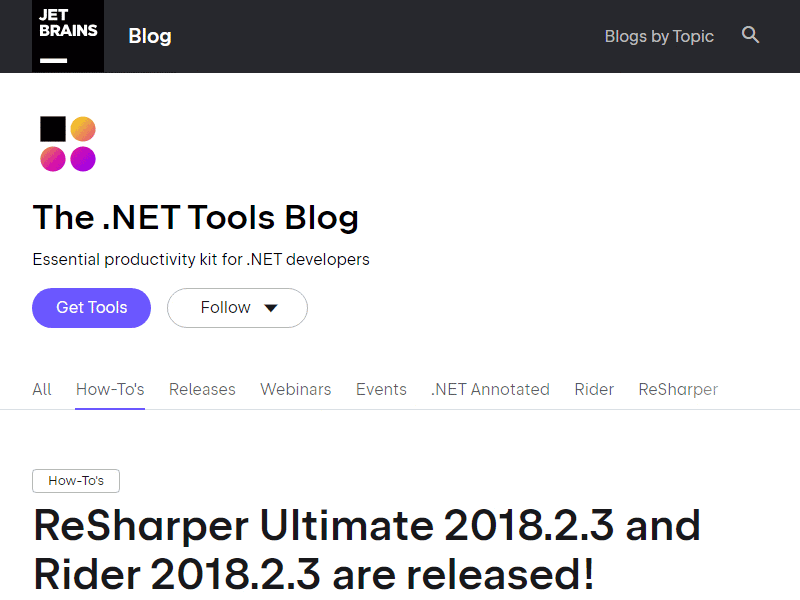 JET
BRAINS
Blog
Blogs by Topic
The .NET Tools Blog
Essential productivity kit for .NET developers
Get Tools
Follow
All How-To's Releases Webinars Events .NET Annotated Rider ReSharper
How-To's
ReSharper Ultimate 2018.2.3 and
Rider 2018.2.3 are released!